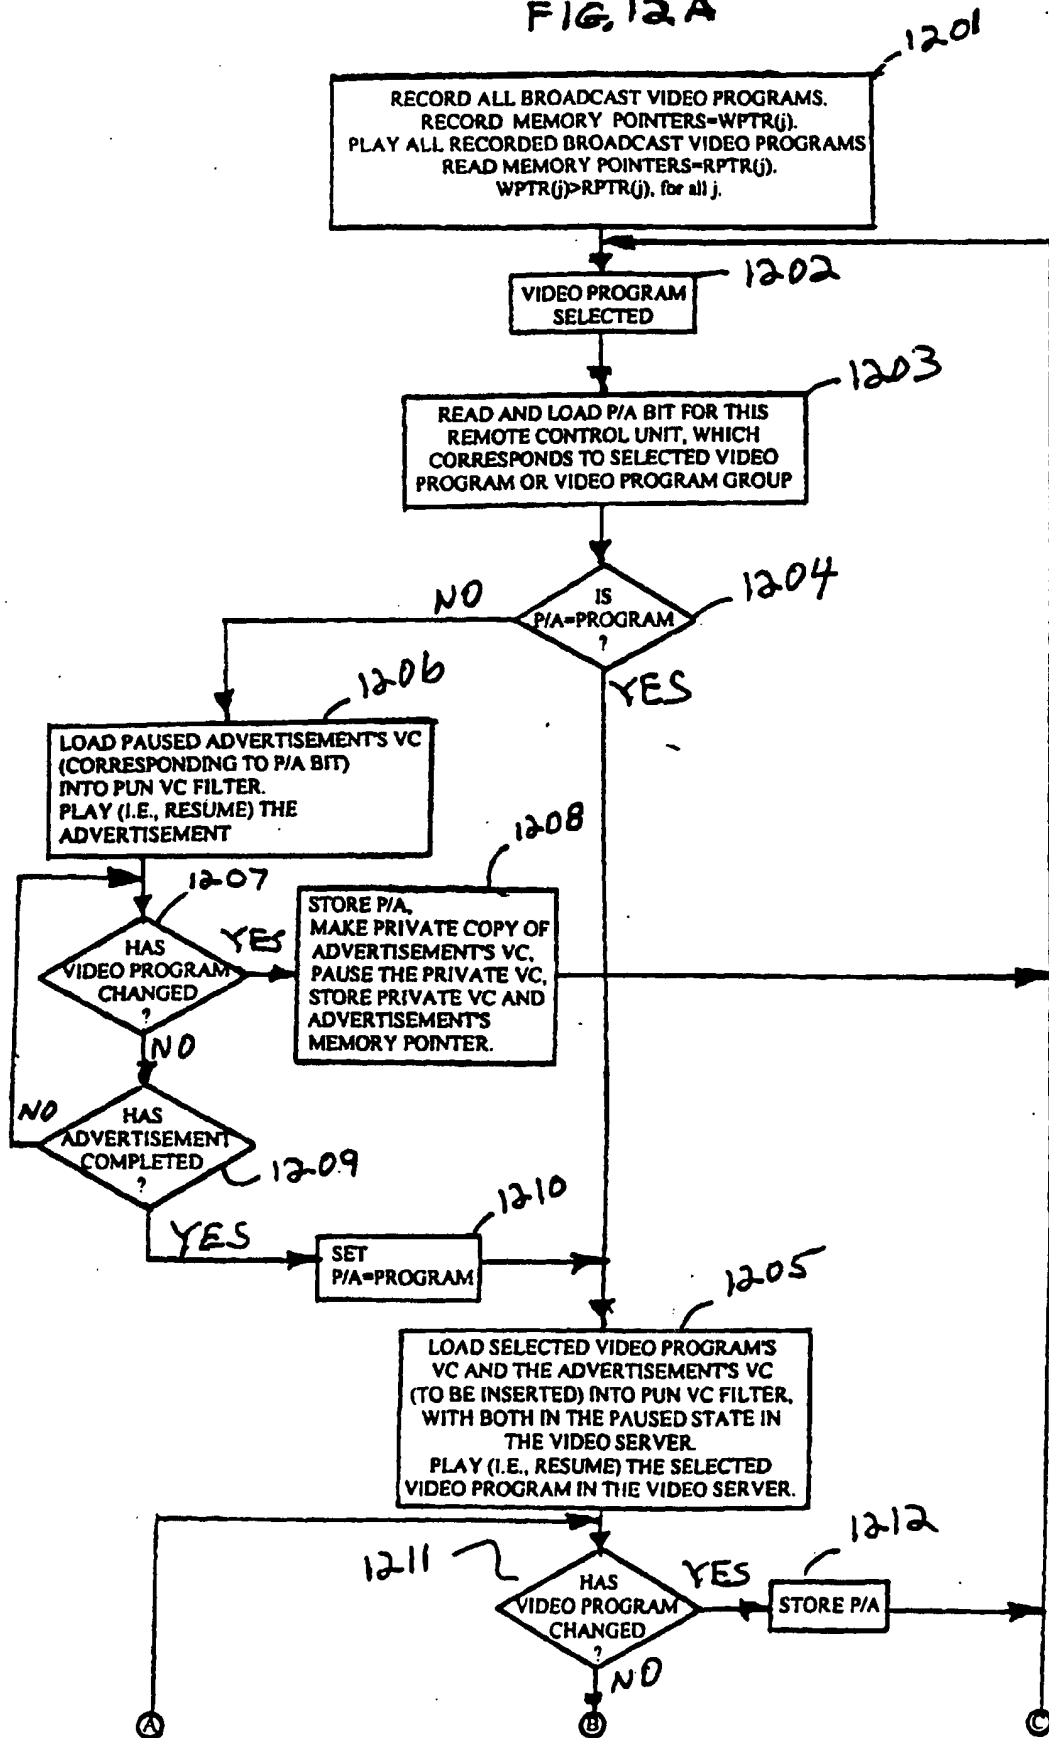 FIG. 12A
1201
RECORD ALL BROADCAST VIDEO PROGRAMS.
RECORD MEMORY POINTERS=WPTR(j).
PLAY ALL RECORDED BROADCAST VIDEO PROGRAMS
READ MEMORY POINTERS=RPTR(j).
WPTR(j)>RPTR(j), for all j.
1202
VIDEO PROGRAM
SELECTED
1203
READ AND LOAD P/A BIT FOR THIS
REMOTE CONTROL UNIT, WHICH
CORRESPONDS TO SELECTED VIDEO
PROGRAM OR VIDEO PROGRAM GROUP
1204
IS
P/A=PROGRAM
?
NO
YES
1206
LOAD PAUSED ADVERTISEMENT'S VC
(CORRESPONDING TO P/A BIT)
INTO PUN VC FILTER.
PLAY (I.E., RESUME) THE
ADVERTISEMENT
1207
HAS
VIDEO PROGRAM
CHANGED
?
YES
NO
1208
STORE P/A,
MAKE PRIVATE COPY OF
ADVERTISEMENT'S VC,
PAUSE THE PRIVATE VC,
STORE PRIVATE VC AND
ADVERTISEMENT'S
MEMORY POINTER.
NO
HAS
ADVERTISEMENT
COMPLETED
?
1209
YES
1210
SET
P/A=PROGRAM
1205
LOAD SELECTED VIDEO PROGRAM'S
VC AND THE ADVERTISEMENT'S VC
(TO BE INSERTED) INTO PUN VC FILTER,
WITH BOTH IN THE PAUSED STATE IN
THE VIDEO SERVER.
PLAY (I.E., RESUME) THE SELECTED
VIDEO PROGRAM IN THE VIDEO SERVER.
1211
HAS
VIDEO PROGRAM
CHANGED
?
YES
1212
STORE P/A
NO
A
B
C